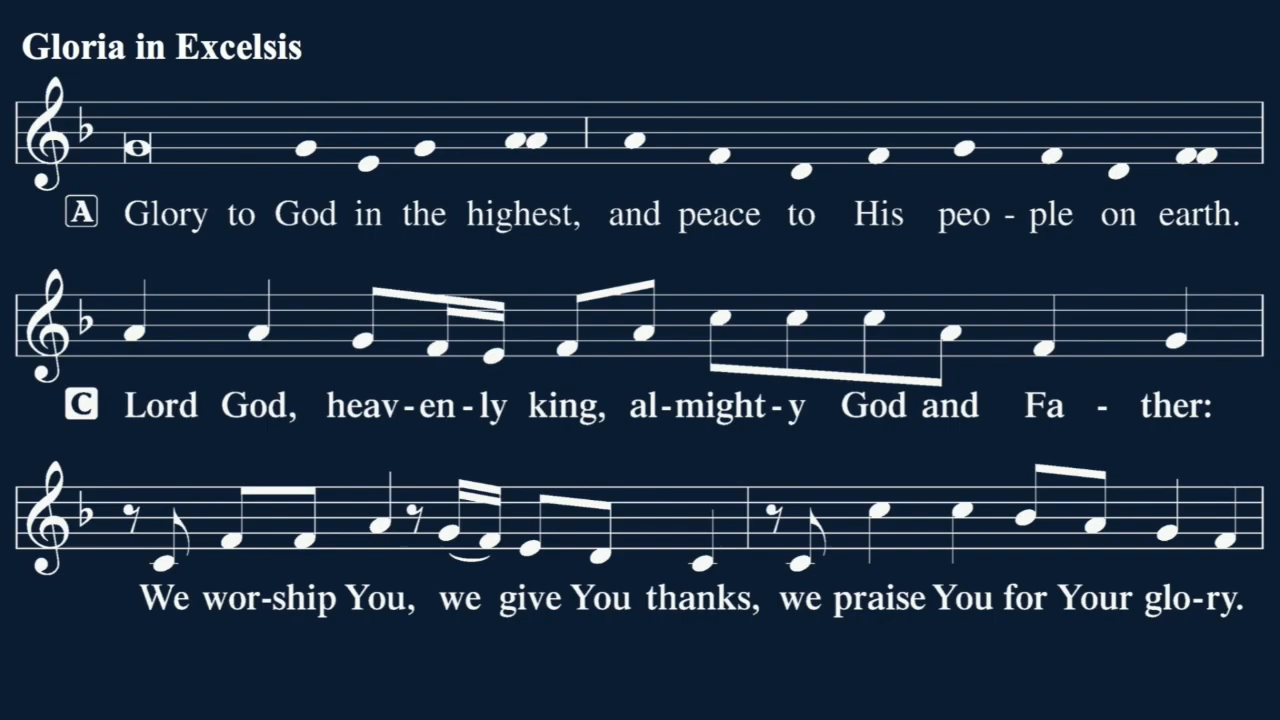 Gloria in Excelsis
A Glory to God in the highest, and peace to His peo - ple on earth.
C Lord God, heav - en - ly king, al - might - y God and Fa - ther:
We wor-ship You, we give You thanks, we praise You for Your glo-ry.